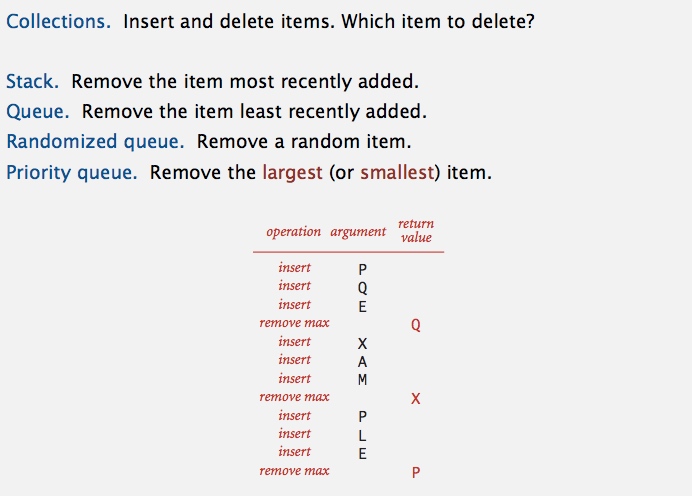 Collections. Insert and delete items. Which item to delete?
Stack. Remove the item most recently added.
Queue. Remove the item least recently added.
Randomized queue. Remove a random item.
Priority queue. Remove the largest (or smallest) item.
operation argument return value
insert P
insert Q
insert E
remove max Q
insert X
insert A
insert M
remove max X
insert P
insert L
insert E
remove max P